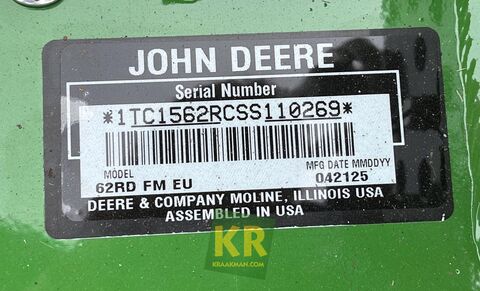 JOHN DEERE
Serial Number
*1TC1562RCSS110269*
MODEL
MFG DATE MMDDYY
62RD FM EU
042125
DEERE & COMPANY MOLINE, ILLINOIS USA
ASSEMBLED IN USA
KR
KRAAKMAN.COM